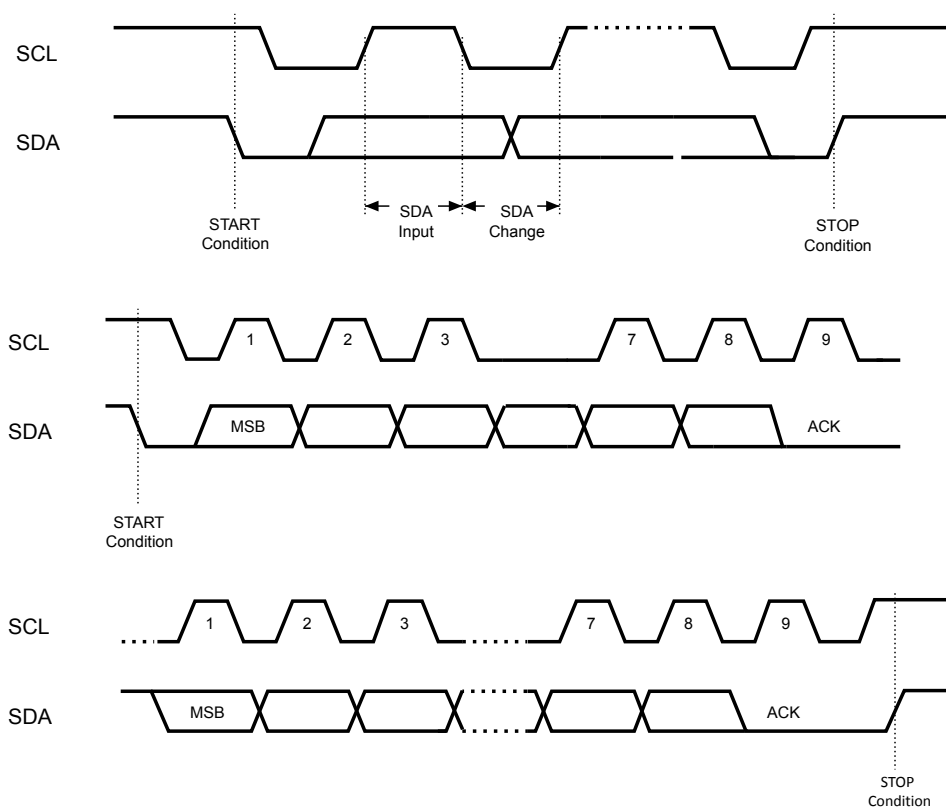 SCL
SDA
SDA
Input
SDA
Change
START
Condition
STOP
Condition
SCL
1 2 3 7 8 9
SDA
MSB ACK
START
Condition
SCL
1 2 3 7 8 9
SDA
MSB ACK
STOP
Condition